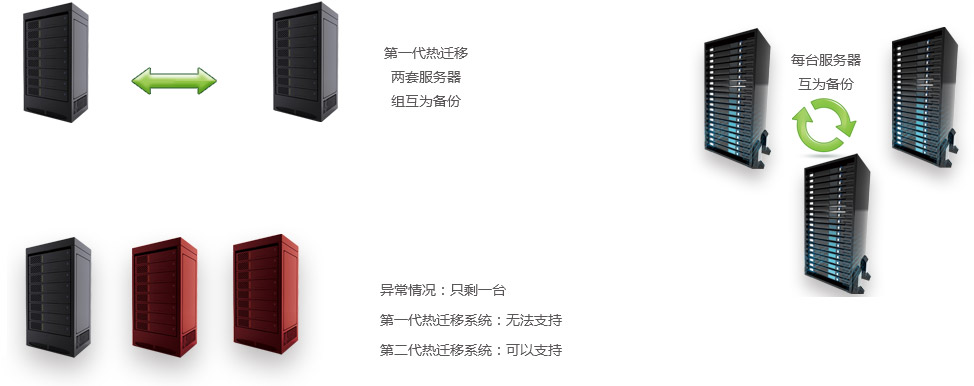 第一代热迁移
两套服务器
组互为备份
每台服务器
互为备份
异常情况：只剩一台
第一代热迁移系统：无法支持
第二代热迁移系统：可以支持